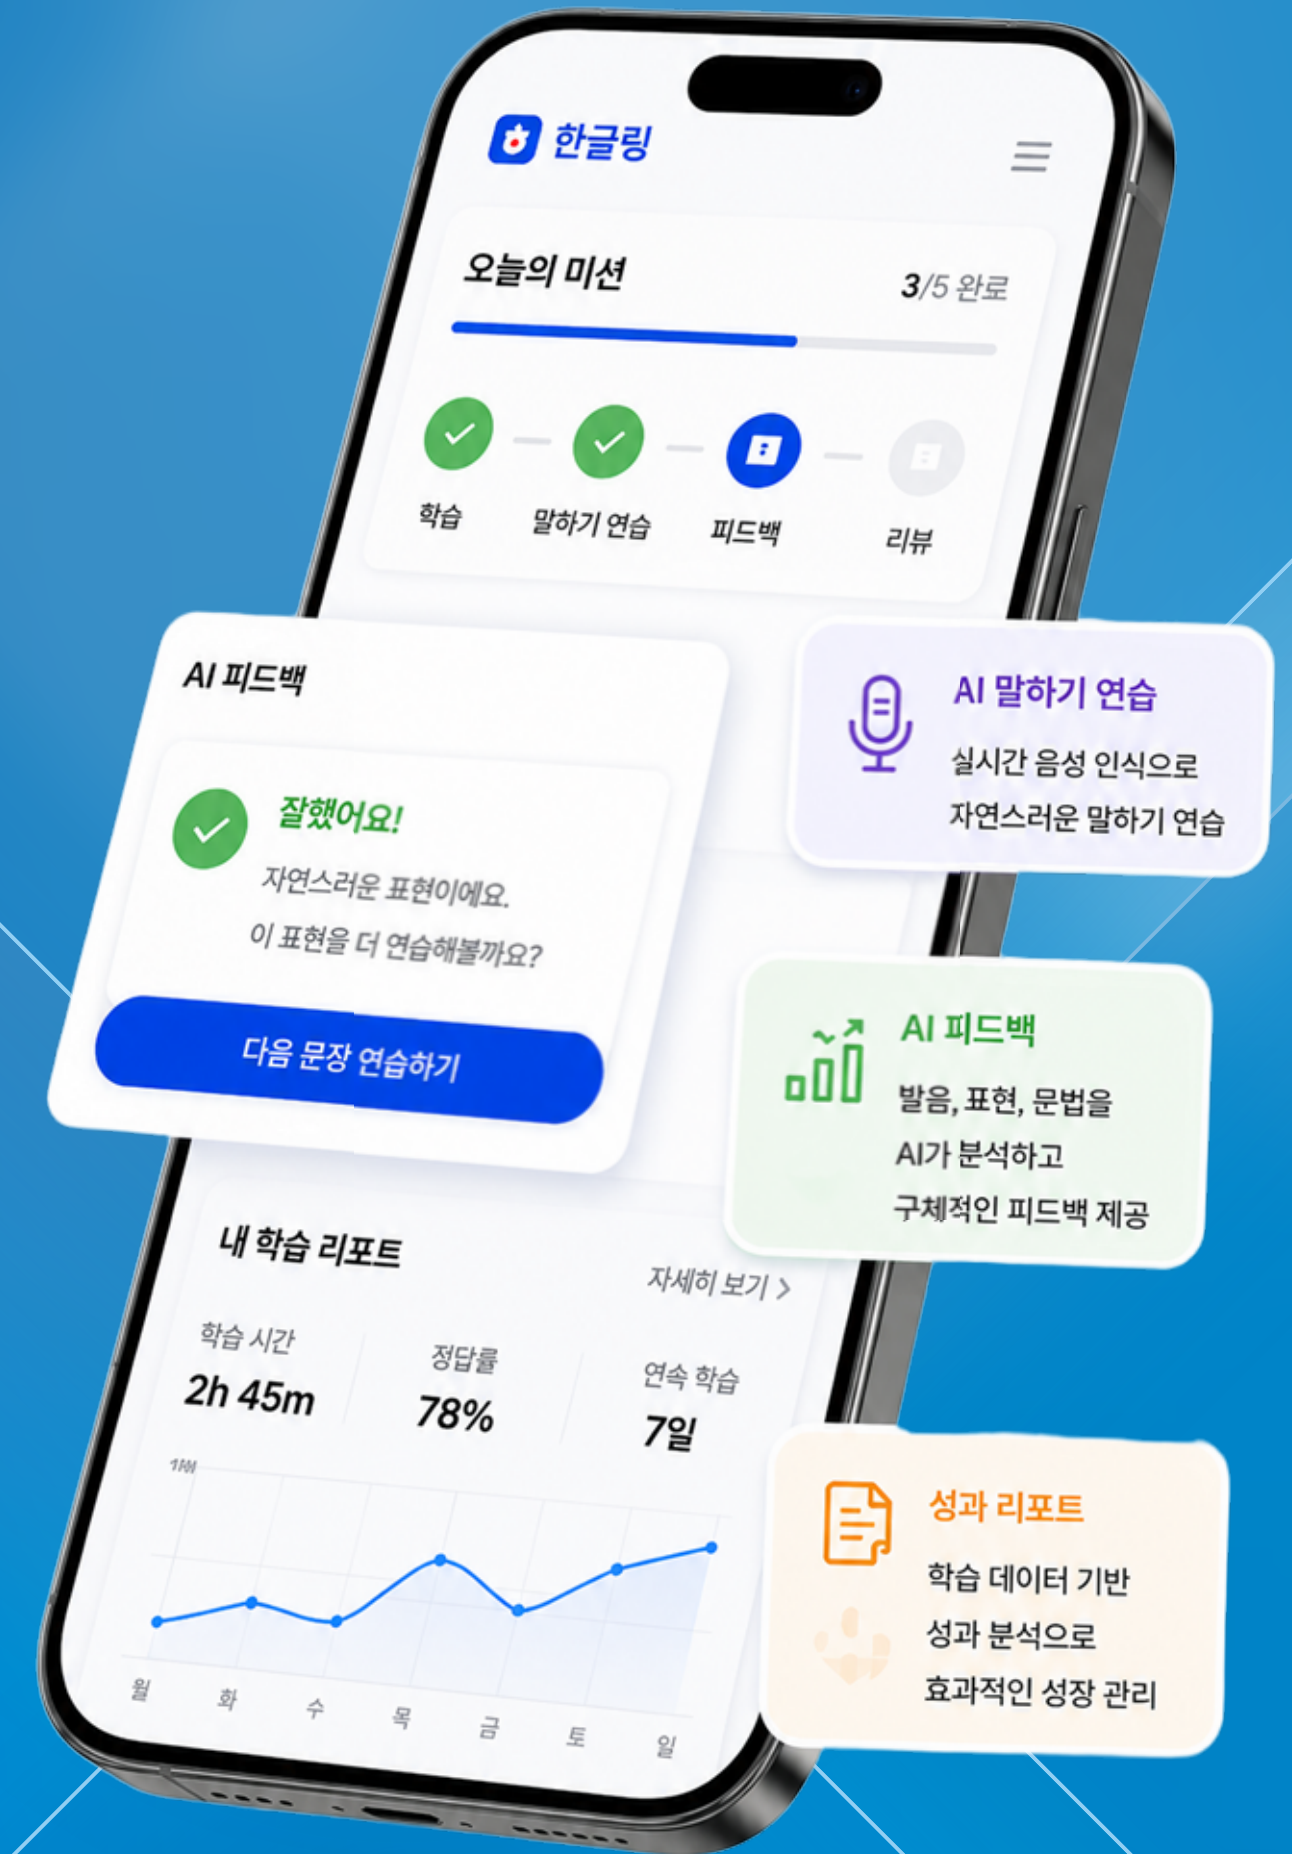 한글링
오늘의 미션
3/5 완료
학습
말하기 연습
피드백
리뷰
AI 피드백
잘했어요!
자연스러운 표현이에요.
이 표현을 더 연습해볼까요?
다음 문장 연습하기
AI 말하기 연습
실시간 음성 인식으로
자연스러운 말하기 연습
AI 피드백
발음, 표현, 문법을
AI가 분석하고
구체적인 피드백 제공
내 학습 리포트
자세히 보기 >
학습 시간
2h 45m
정답률
78%
연속 학습
7일
월
화
수
목
금
토
일
성과 리포트
학습 데이터 기반
성과 분석으로
효과적인 성장 관리